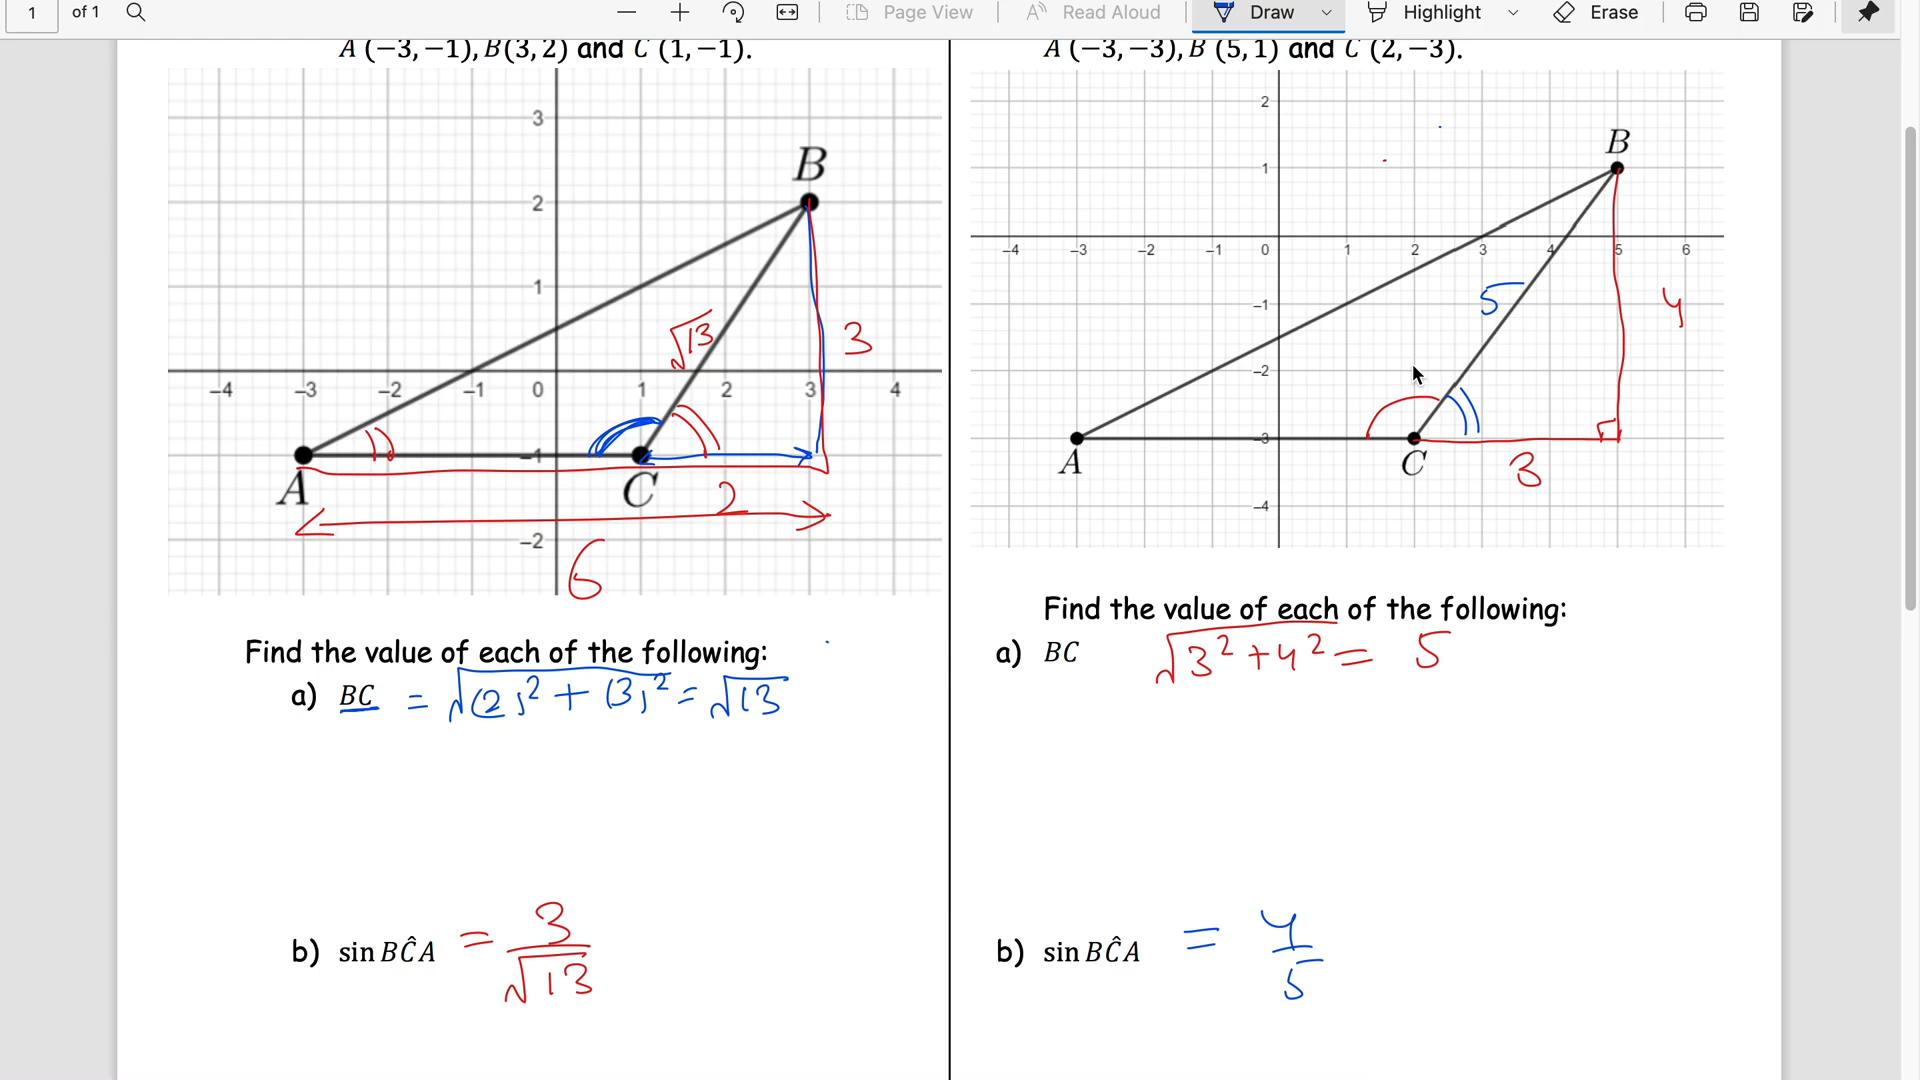 1 of 1 Page View Read Aloud Draw Highlight Erase
A (−3, −1), B(3, 2) and C (1, −1).
3
B
2
1
√13
3
−4 −3 −2 −1 0 1 2 3 4
−1
A
C
2
−2
6
Find the value of each of the following:
a) BC = √(2)² + (3)² = √13
b) sin BĈA = 3/√13
A (−3, −3), B (5, 1) and C (2, −3).
2
B
1
−4 −3 −2 −1 0 1 2 3 4 5 6
5
4
−1
−2
−3
A
C
3
−4
Find the value of each of the following:
a) BC √3² + 4² = 5
b) sin BĈA = 4/5